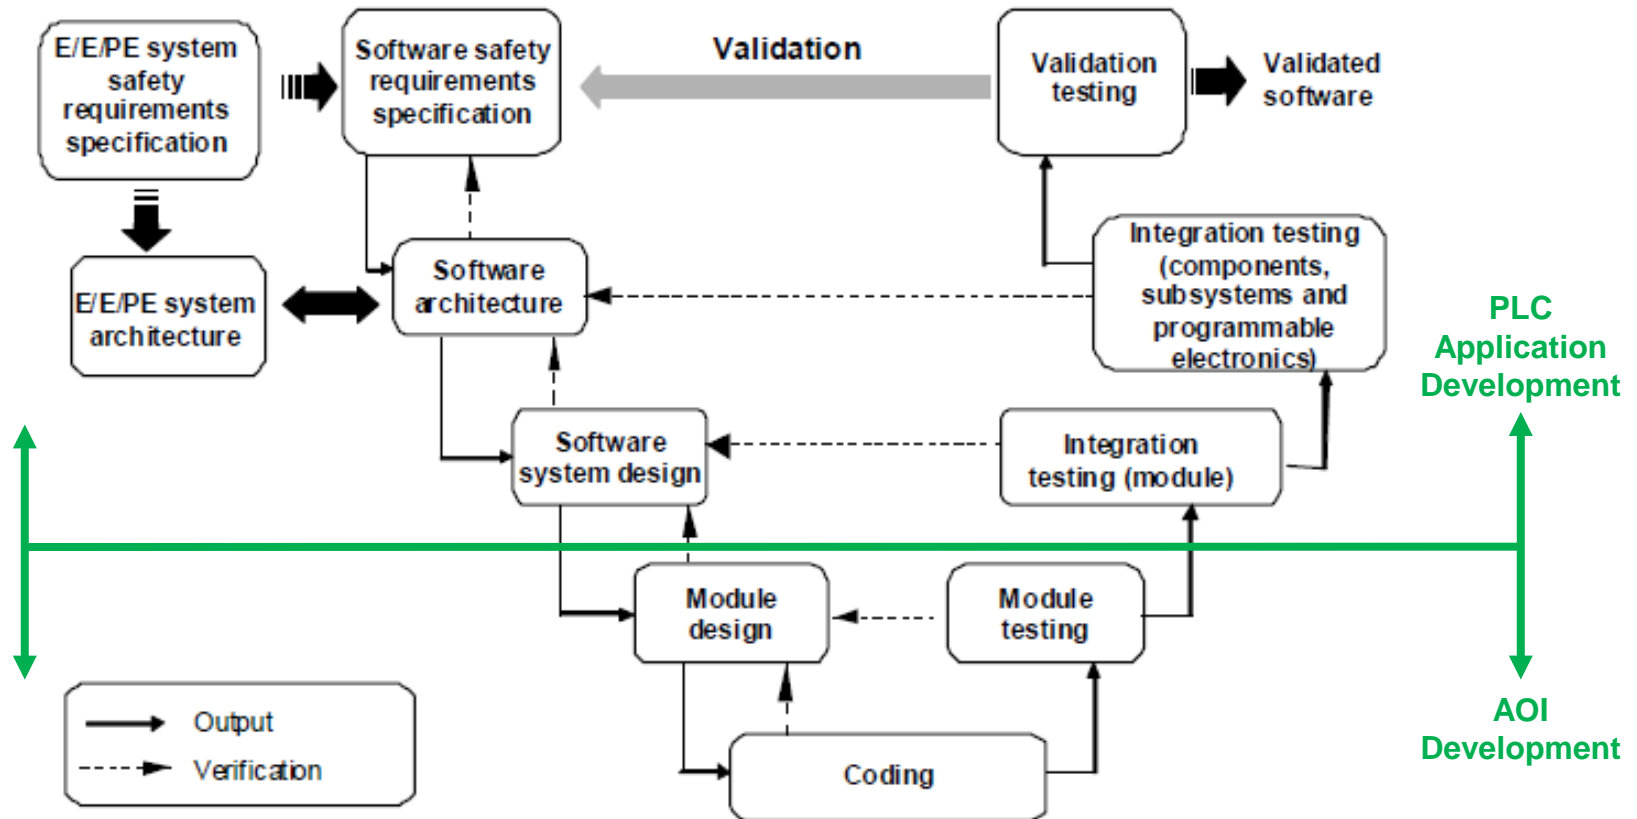 E/E/PE system
safety
requirements
specification
Software safety
requirements
specification
Validation
Validation
testing
Validated
software
E/E/PE system
architecture
Software
architecture
Integration testing
(components,
subsystems and
programmable
electronics)
PLC
Application
Development
Software
system design
Integration
testing (module)
Module
design
Module
testing
Output
Verification
Coding
AOI
Development